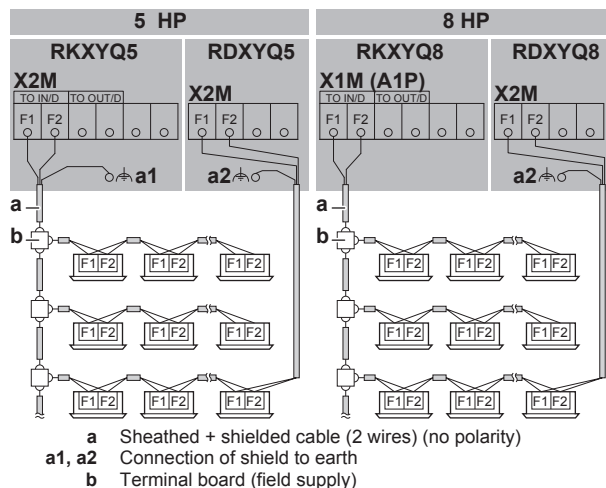 5 HP 8 HP
RKXYQ5 RDXYQ5 RKXYQ8 RDXYQ8
X2M X2M X1M (A1P) X2M
TO IN/D TO OUT/D TO IN/D TO OUT/D
F1 F2 F1 F2 F1 F2 F1 F2
a1 a2 a2
a a
b b
F1 F2 F1 F2 F1 F2 F1 F2 F1 F2 F1 F2
F1 F2 F1 F2 F1 F2 F1 F2 F1 F2 F1 F2
F1 F2 F1 F2 F1 F2 F1 F2 F1 F2 F1 F2
a Sheathed + shielded cable (2 wires) (no polarity)
a1, a2 Connection of shield to earth
b Terminal board (field supply)